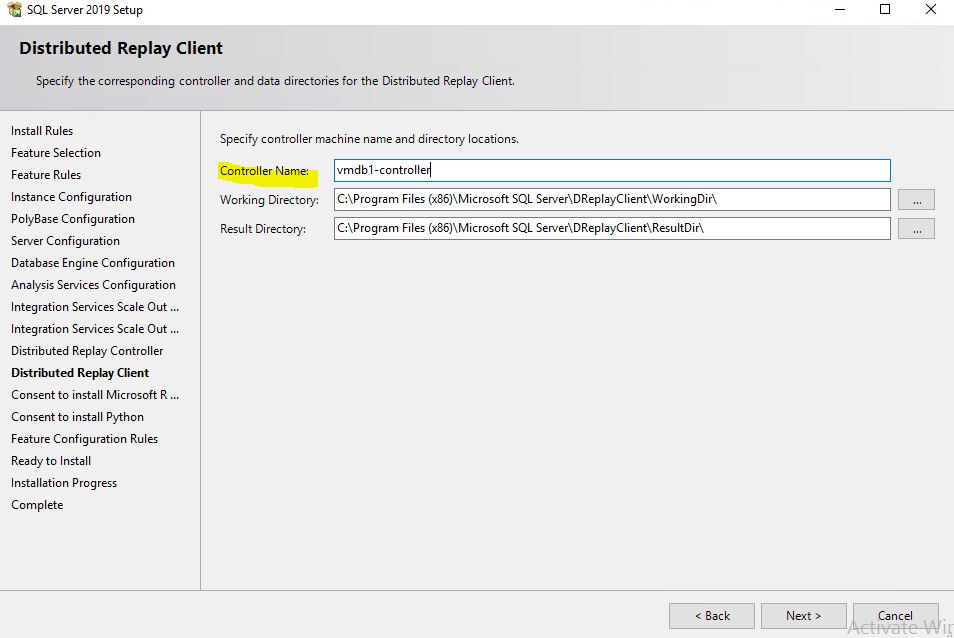 SQL Server 2019 Setup
Distributed Replay Client
Specify the corresponding controller and data directories for the Distributed Replay Client.
Install Rules
Feature Selection
Feature Rules
Instance Configuration
PolyBase Configuration
Server Configuration
Database Engine Configuration
Analysis Services Configuration
Integration Services Scale Out ...
Integration Services Scale Out ...
Distributed Replay Controller
Distributed Replay Client
Consent to install Microsoft R ...
Consent to install Python
Feature Configuration Rules
Ready to Install
Installation Progress
Complete
Specify controller machine name and directory locations.
Controller Name: vmdb1-controller
Working Directory: C:\Program Files (x86)\Microsoft SQL Server\DReplayClient\WorkingDir\ ...
Result Directory: C:\Program Files (x86)\Microsoft SQL Server\DReplayClient\ResultDir\ ...
< Back Next > Cancel
Activate Wi